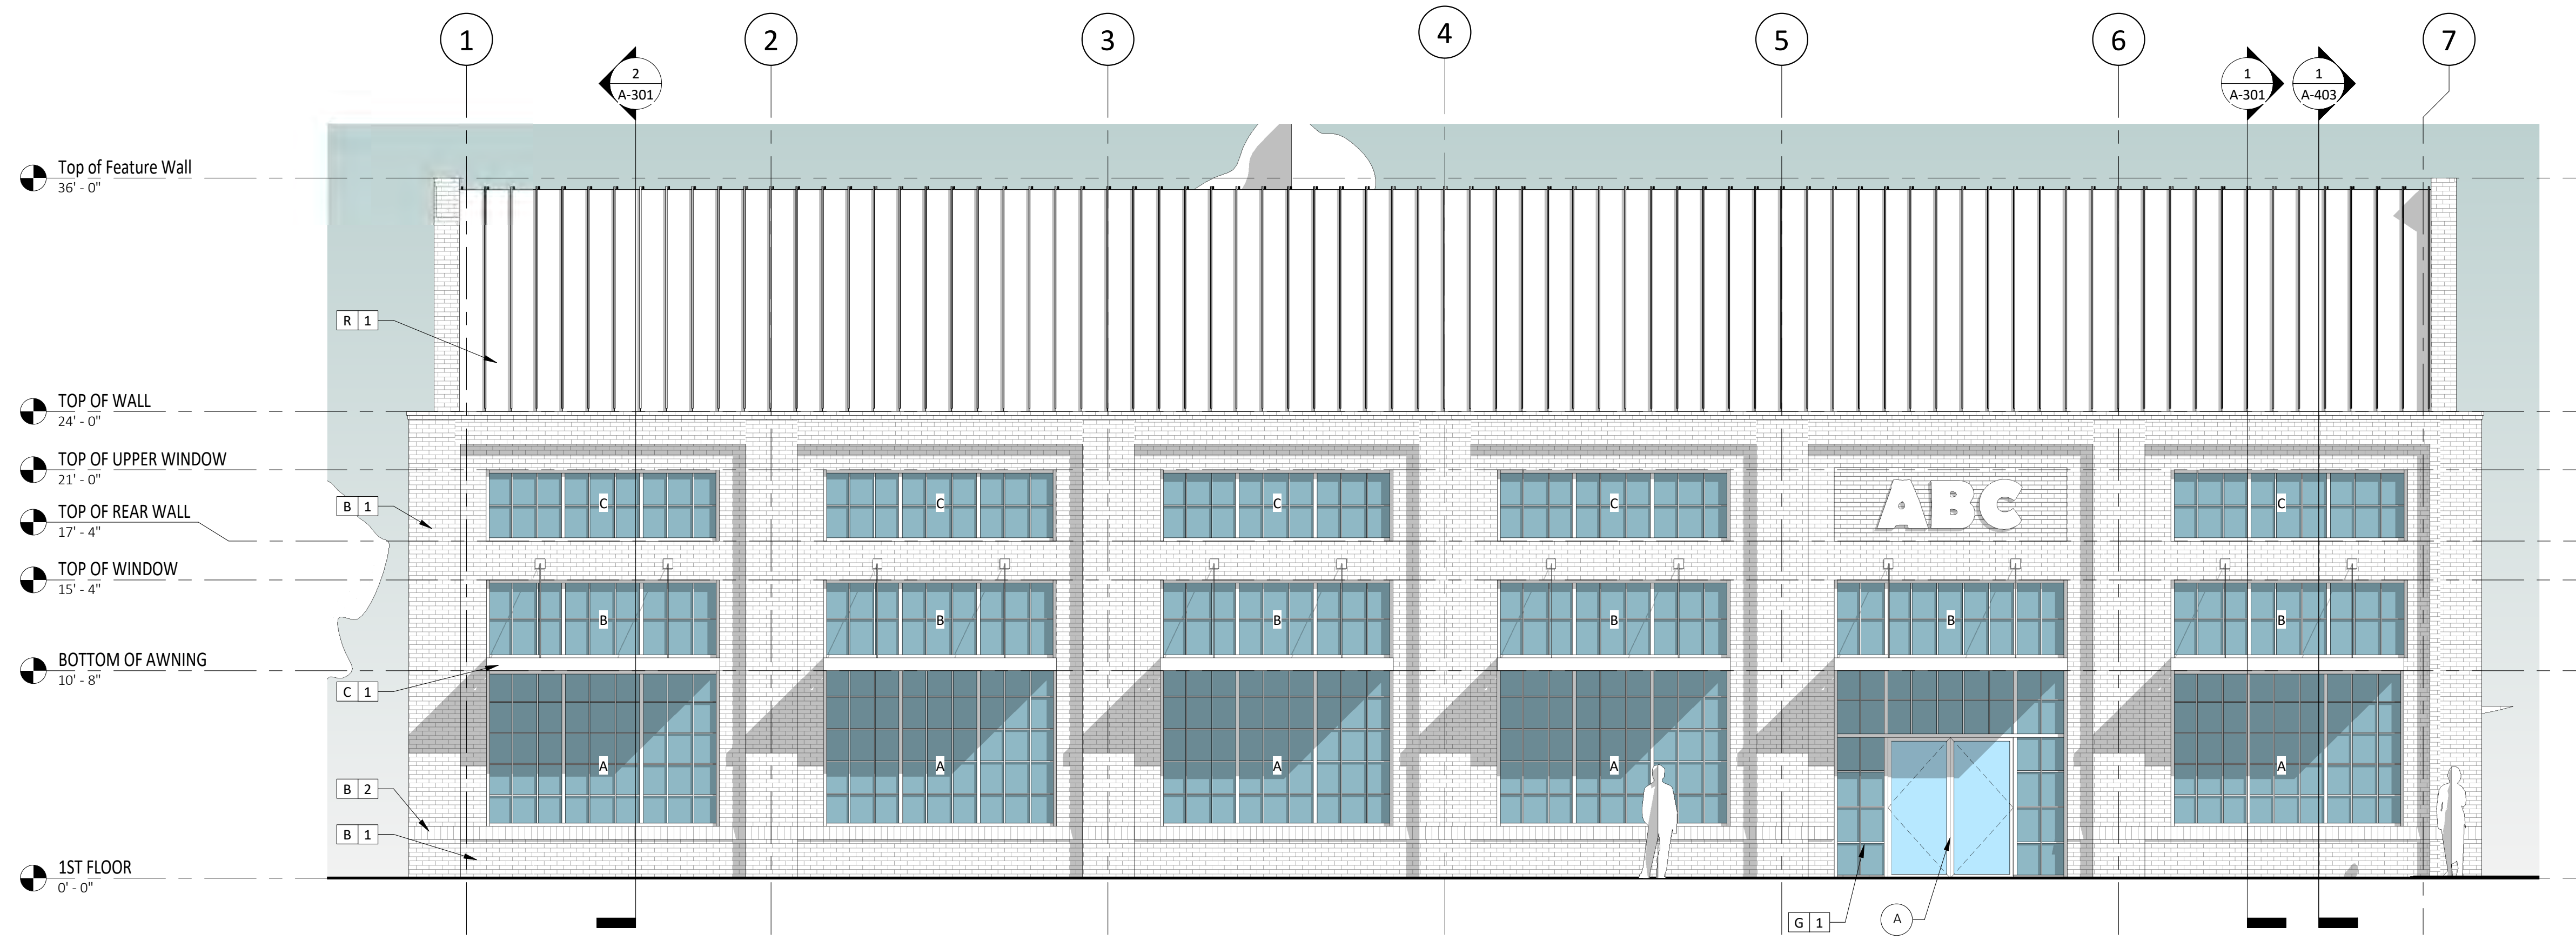 1
2
3
4
5
6
7
2
A-301
1
A-301
1
A-403
Top of Feature Wall
36' - 0"
R 1
TOP OF WALL
24' - 0"
TOP OF UPPER WINDOW
21' - 0"
C
C
C
C
ABC
C
B 1
TOP OF REAR WALL
17' - 4"
TOP OF WINDOW
15' - 4"
B
B
B
B
B
B
BOTTOM OF AWNING
10' - 8"
C 1
A
A
A
A
A
B 2
B 1
1ST FLOOR
0' - 0"
G 1
A